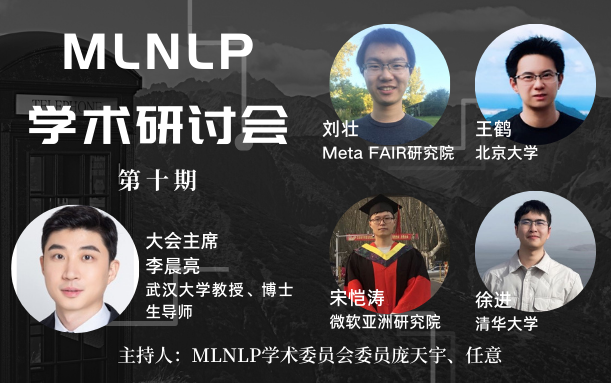 MLNLP
学术研讨会
第十期
TELEPHONE
刘壮
Meta FAIR研究院
王鹤
北京大学
大会主席
李晨亮
武汉大学教授、博士
生导师
宋恺涛
微软亚洲研究院
徐进
清华大学
主持人：MLNLP学术委员会委员庞天宇、任意